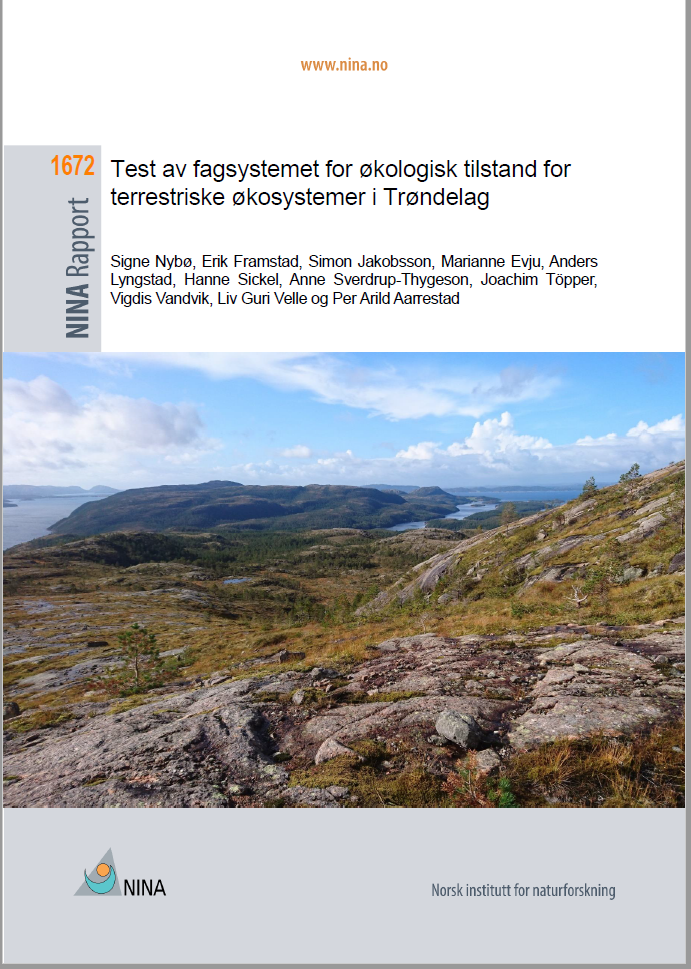 www.nina.no
1672
NINA Rapport
Test av fagsystemet for økologisk tilstand for
terrestriske økosystemer i Trøndelag
Signe Nybø, Erik Framstad, Simon Jakobsson, Marianne Evju, Anders
Lyngstad, Hanne Sickel, Anne Sverdrup-Thygeson, Joachim Töpper,
Vigdis Vandvik, Liv Guri Velle og Per Arild Aarrestad
NINA
Norsk institutt for naturforskning